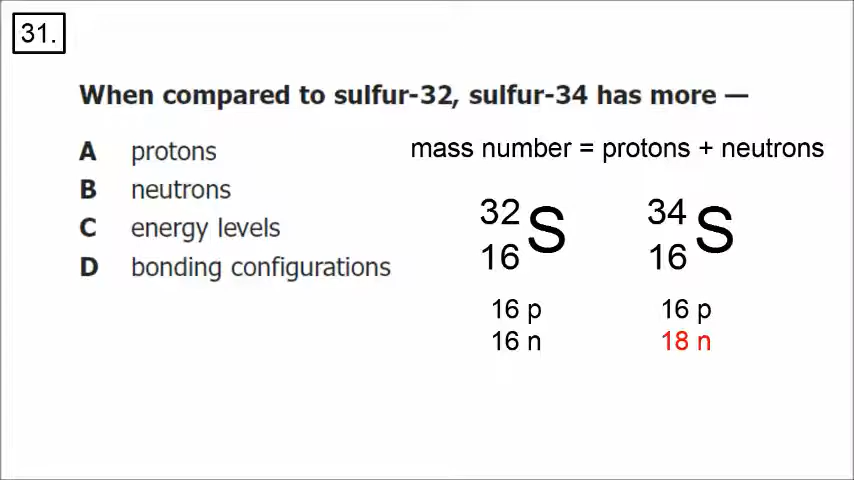 31.
When compared to sulfur-32, sulfur-34 has more —
A protons
B neutrons
C energy levels
D bonding configurations
mass number = protons + neutrons
32 34
S S
16 16
16 p 16 p
16 n 18 n